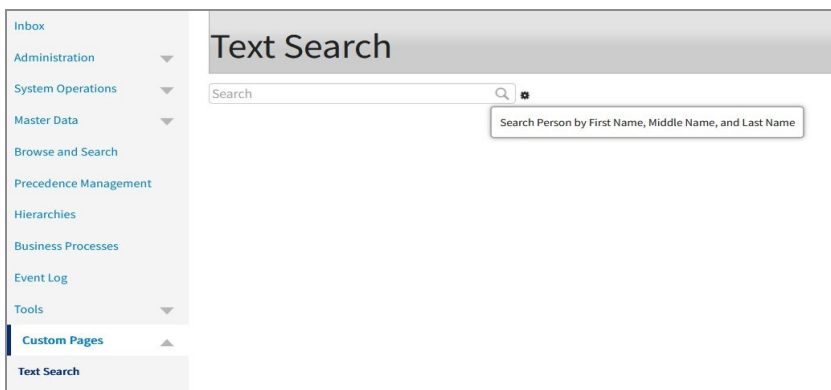 Inbox
Administration
System Operations
Master Data
Browse and Search
Precedence Management
Hierarchies
Business Processes
Event Log
Tools
Custom Pages
Text Search
Text Search
Search
Search Person by First Name, Middle Name, and Last Name